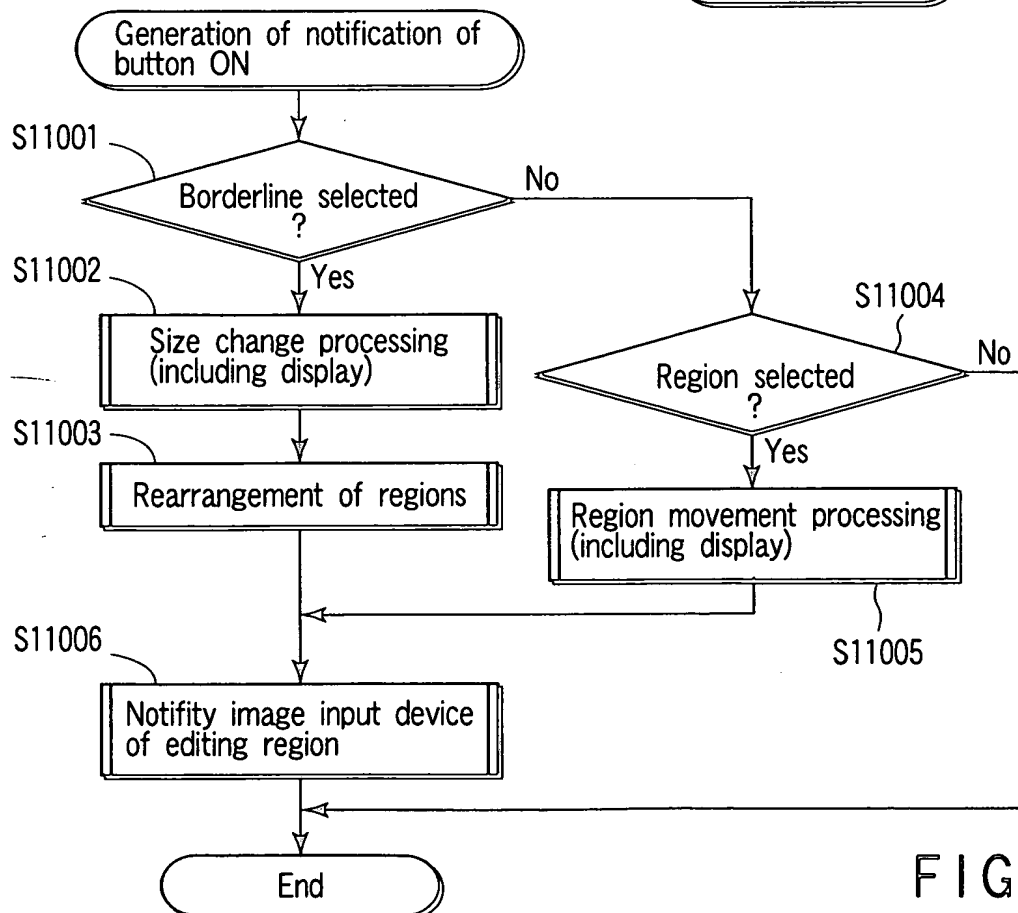 Generation of notification of
button ON
S11001
Borderline selected
?
No
Yes
S11002
Size change processing
(including display)
S11004
Region selected
?
No
Yes
S11003
Rearrangement of regions
Region movement processing
(including display)
S11005
S11006
Notifity image input device
of editing region
End
FIG